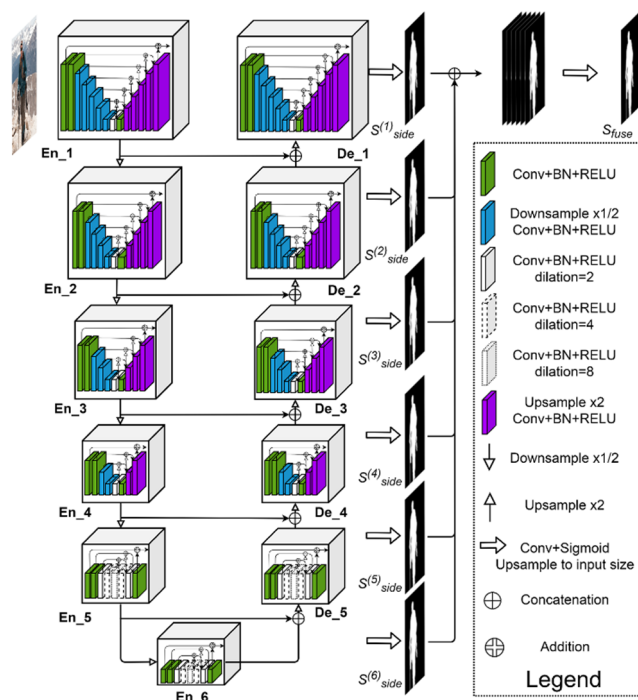 En_1
De_1
S(1)side
Sfuse
En_2
De_2
S(2)side
En_3
De_3
S(3)side
En_4
De_4
S(4)side
En_5
De_5
S(5)side
En_6
S(6)side
Conv+BN+RELU
Downsample x1/2
Conv+BN+RELU
Conv+BN+RELU
dilation=2
Conv+BN+RELU
dilation=4
Conv+BN+RELU
dilation=8
Upsample x2
Conv+BN+RELU
Downsample x1/2
Upsample x2
Conv+Sigmoid
Upsample to input size
Concatenation
Addition
Legend